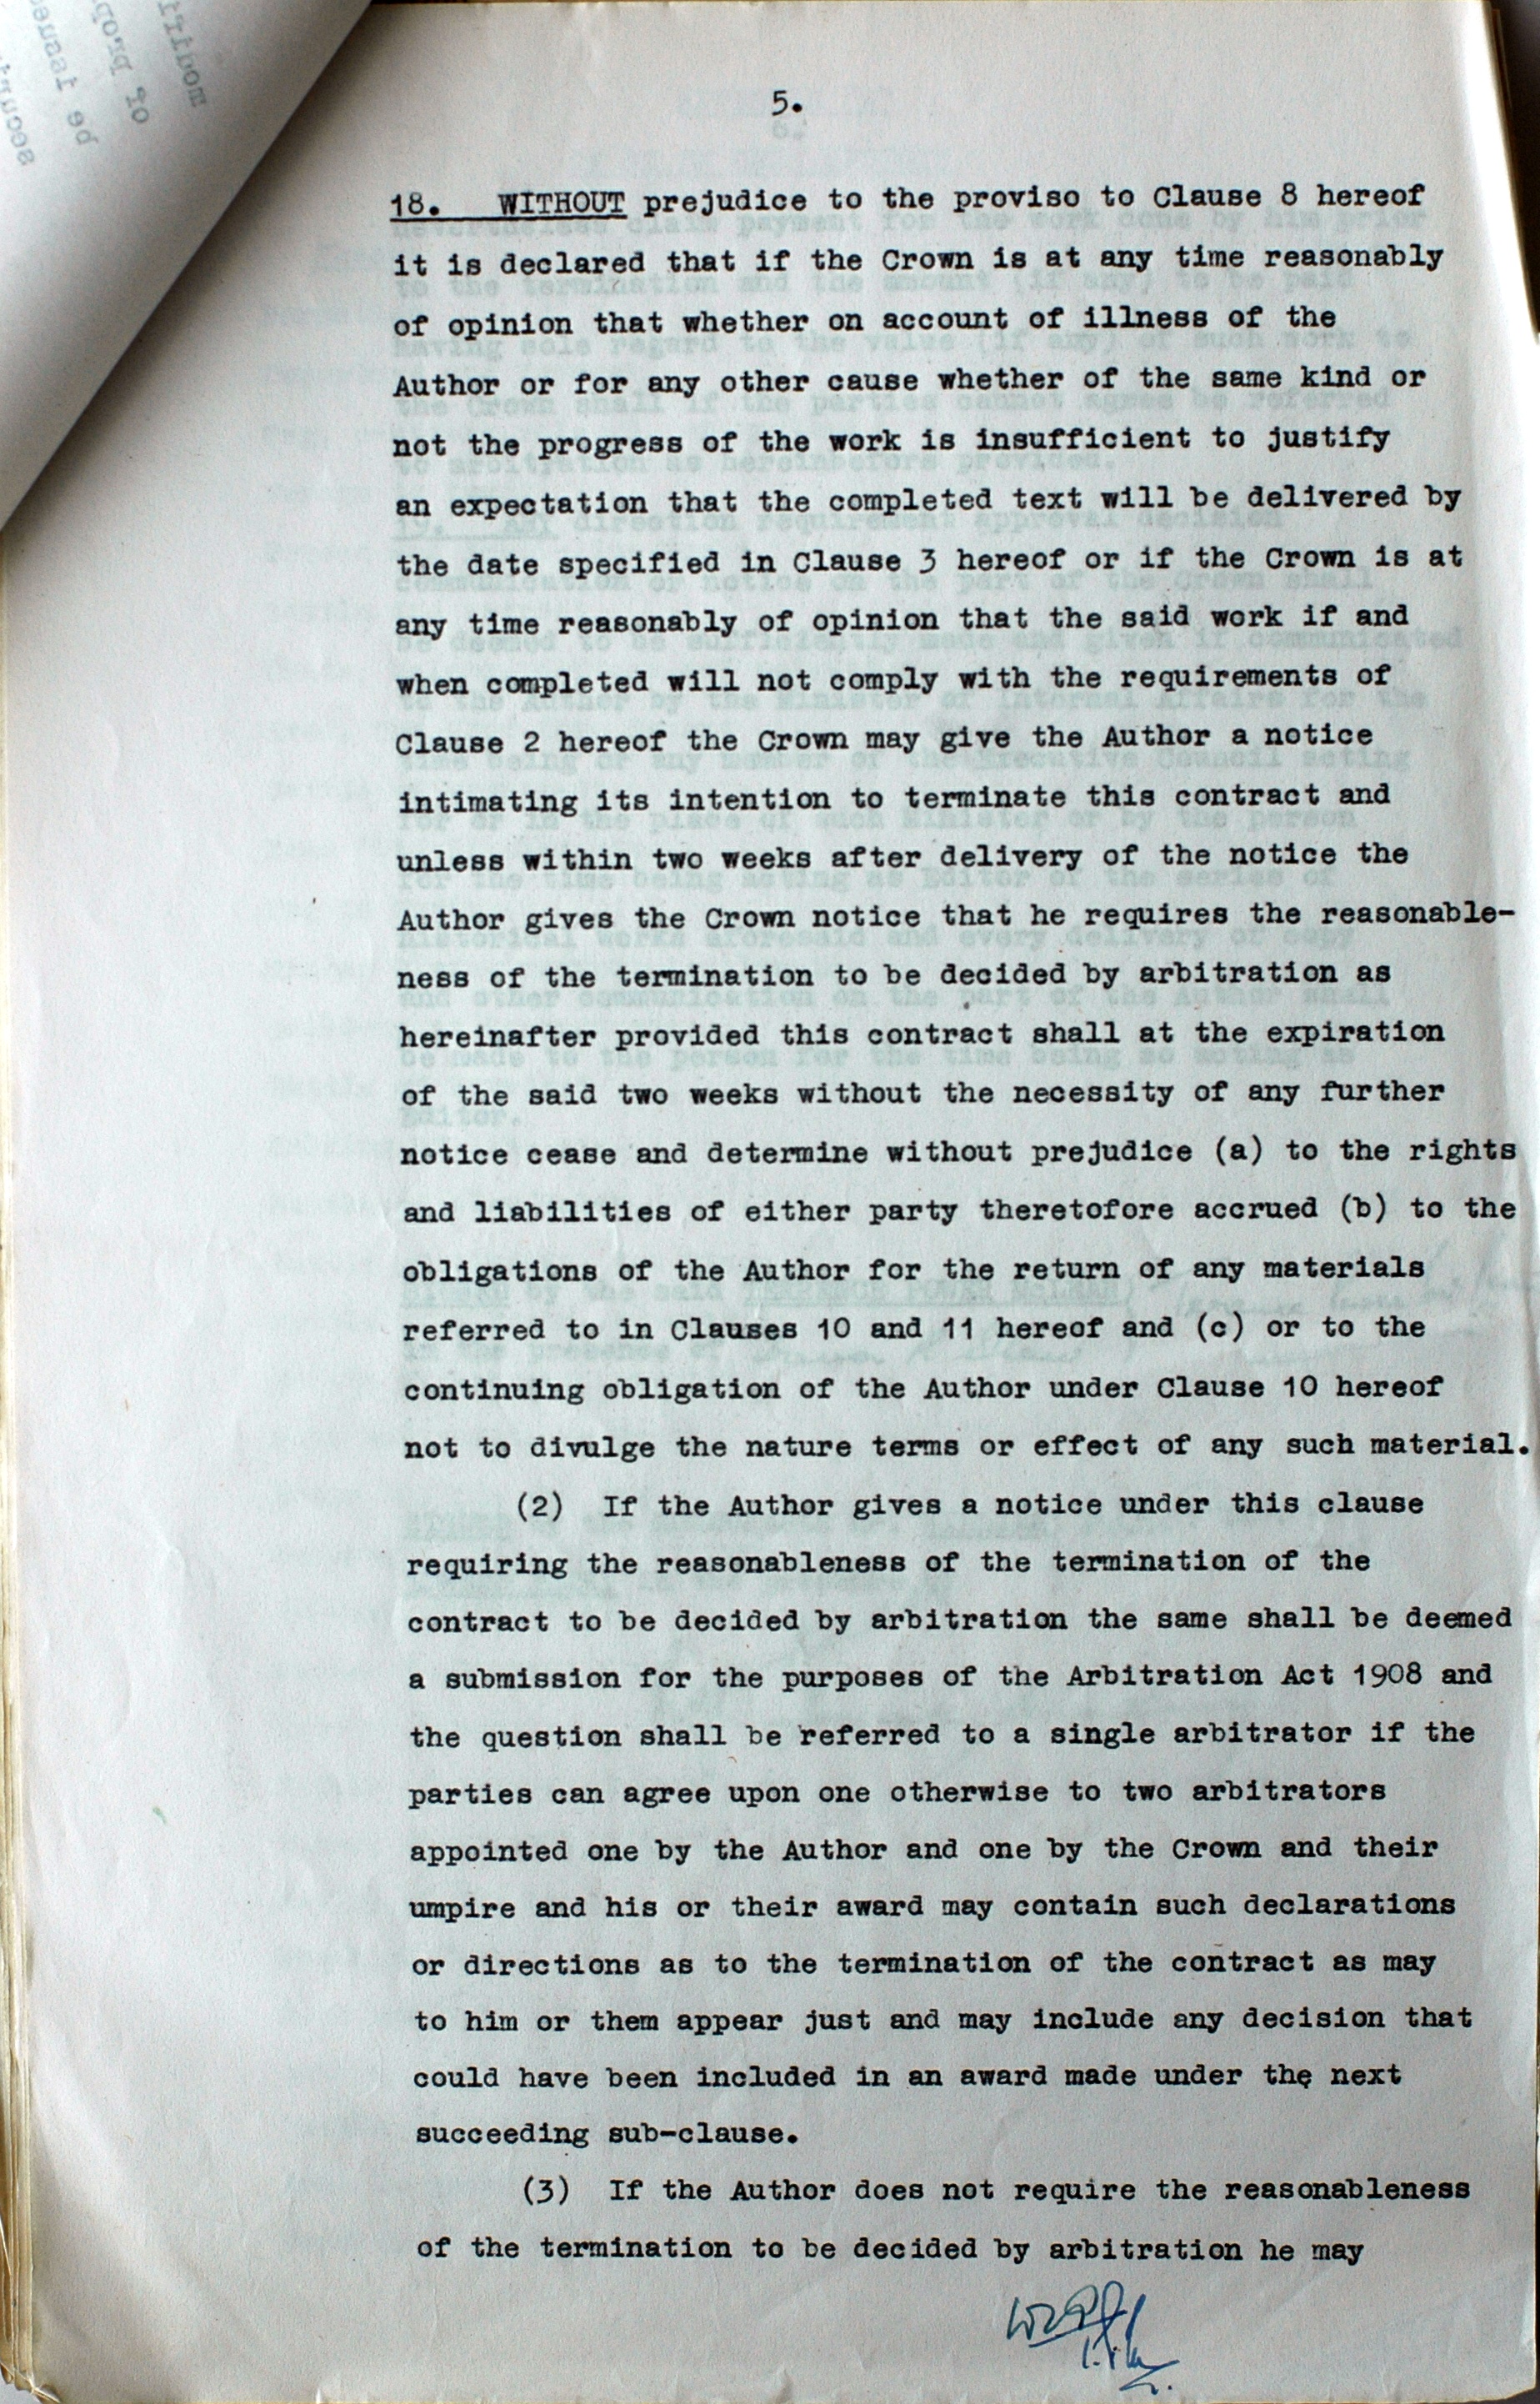 5.
18. WITHOUT prejudice to the proviso to Clause 8 hereof
it is declared that if the Crown is at any time reasonably
of opinion that whether on account of illness of the
Author or for any other cause whether of the same kind or
not the progress of the work is insufficient to justify
an expectation that the completed text will be delivered by
the date specified in Clause 3 hereof or if the Crown is at
any time reasonably of opinion that the said work if and
when completed will not comply with the requirements of
Clause 2 hereof the Crown may give the Author a notice
intimating its intention to terminate this contract and
unless within two weeks after delivery of the notice the
Author gives the Crown notice that he requires the reasonable-
ness of the termination to be decided by arbitration as
hereinafter provided this contract shall at the expiration
of the said two weeks without the necessity of any further
notice cease and determine without prejudice (a) to the rights
and liabilities of either party theretofore accrued (b) to the
obligations of the Author for the return of any materials
referred to in Clauses 10 and 11 hereof and (c) or to the
continuing obligation of the Author under Clause 10 hereof
not to divulge the nature terms or effect of any such material.
(2) If the Author gives a notice under this clause
requiring the reasonableness of the termination of the
contract to be decided by arbitration the same shall be deemed
a submission for the purposes of the Arbitration Act 1908 and
the question shall be referred to a single arbitrator if the
parties can agree upon one otherwise to two arbitrators
appointed one by the Author and one by the Crown and their
umpire and his or their award may contain such declarations
or directions as to the termination of the contract as may
to him or them appear just and may include any decision that
could have been included in an award made under the next
succeeding sub-clause.
(3) If the Author does not require the reasonableness
of the termination to be decided by arbitration he may